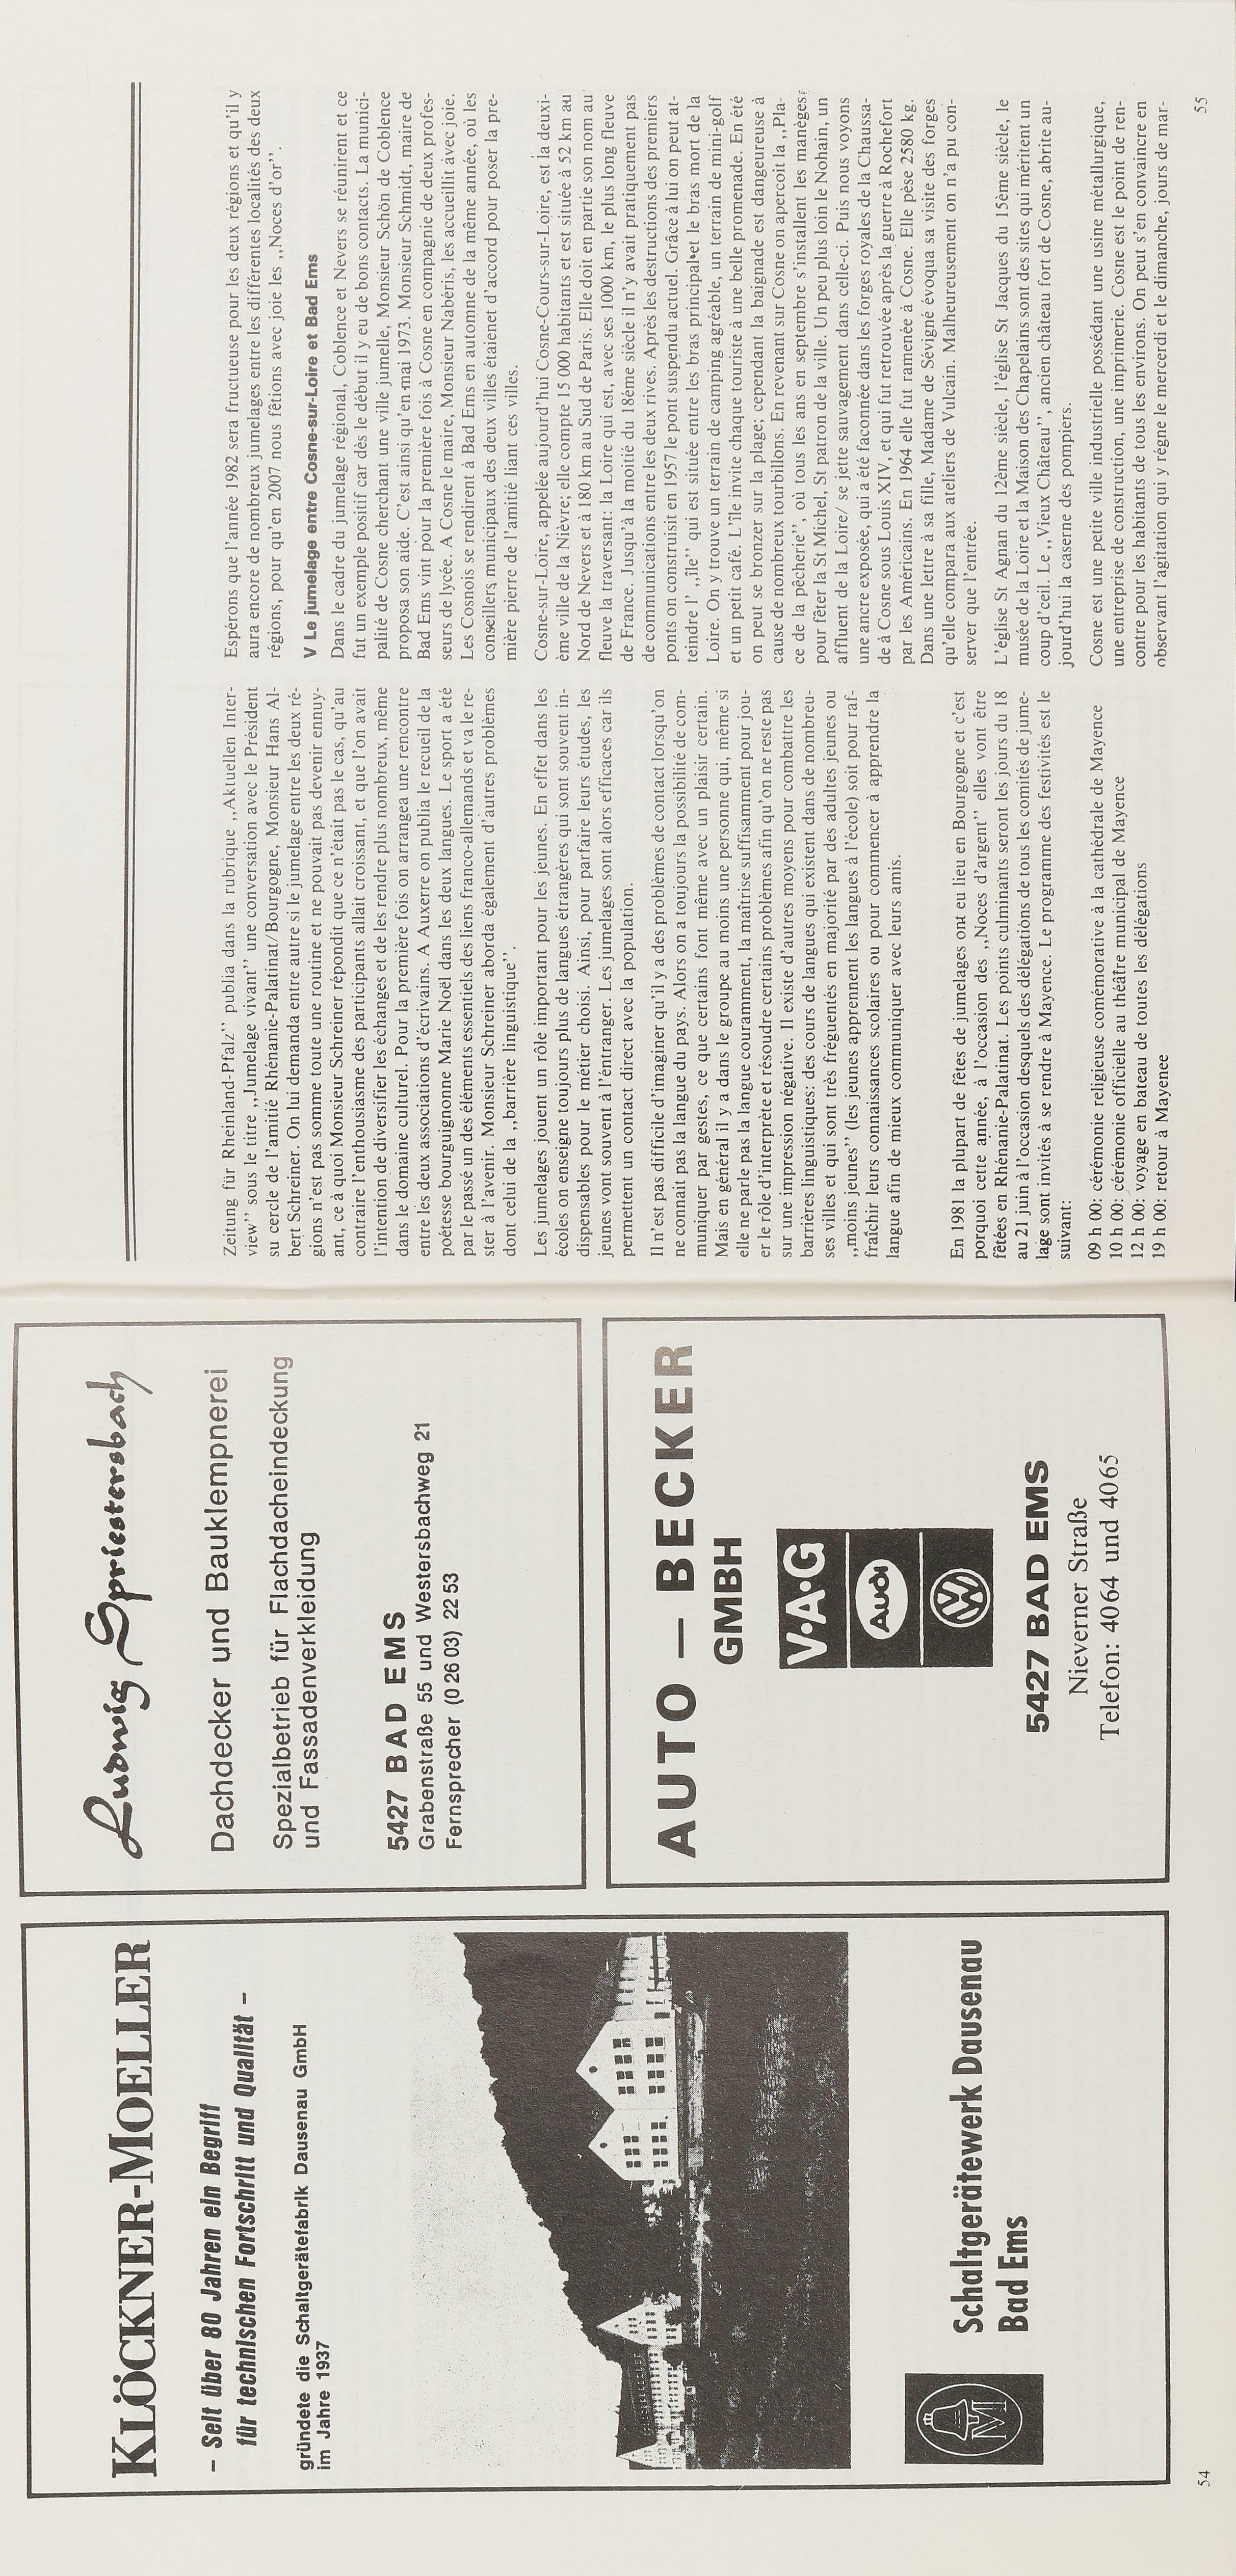 KLÖCKNER-MOELLER
– Seit über 80 Jahren ein Begriff
für technischen Fortschritt und Qualität –
gründete die Schaltgerätefabrik Dausenau GmbH
im Jahre 1937
M
Schaltgerätewerk Dausenau
Bad Ems
54
Ludwig Spriestersbach
Dachdecker und Bauklempnerei
Spezialbetrieb für Flachdacheindeckung
und Fassadenverkleidung
5427 BAD EMS
Grabenstraße 55 und Westersbachweg 21
Fernsprecher (0 26 03) 22 53
AUTO – BECKER
GMBH
V·A·G
Audi
VW
5427 BAD EMS
Nieverner Straße
Telefon: 4064 und 4065
Zeitung für Rheinland-Pfalz'' publia dans la rubrique ,,Aktuellen Inter-
view'' sous le titre ,,Jumelage vivant'' une conversation avec le Président
su cercle de l'amitié Rhénanie-Palatinat/Bourgogne, Monsieur Hans Al-
bert Schreiner. On lui demanda entre autre si le jumelage entre les deux ré-
gions n'est pas somme toute une routine et ne pouvait pas devenir ennuy-
ant, ce à quoi Monsieur Schreiner répondit que ce n'était pas le cas, qu'au
contraire l'enthousiasme des participants allait croissant, et que l'on avait
l'intention de diversifier les échanges et de les rendre plus nombreux, même
dans le domaine culturel. Pour la première fois on arrangea une rencontre
entre les deux associations d'écrivains. A Auxerre on publia le recueil de la
poétesse bourguignonne Marie Noël dans les deux langues. Le sport a été
par le passé un des éléments essentiels des liens franco-allemands et va le re-
ster à l'avenir. Monsieur Schreiner aborda également d'autres problèmes
dont celui de la ,,barrière linguistique''.
Les jumelages jouent un rôle important pour les jeunes. En effet dans les
écoles on enseigne toujours plus de langues étrangères qui sont souvent in-
dispensables pour le métier choisi. Ainsi, pour parfaire leurs études, les
jeunes vont souvent à l'éntranger. Les jumelages sont alors efficaces car ils
permettent un contact direct avec la population.
Il n'est pas difficile d'imaginer qu'il y a des problèmes de contact lorsqu'on
ne connait pas la langue du pays. Alors on a toujours la possibilité de com-
muniquer par gestes, ce que certains font même avec un plaisir certain.
Mais en général il y a dans le groupe au moins une personne qui, même si
elle ne parle pas la langue couramment, la maîtrise suffisamment pour jou-
er le rôle d'interprète et résoudre certains problèmes afin qu'on ne reste pas
sur une impression négative. Il existe d'autres moyens pour combattre les
barrières linguistiques: des cours de langues qui existent dans de nombreu-
ses villes et qui sont très fréguentés en majorité par des adultes jeunes ou
,,moins jeunes'' (les jeunes apprennent les langues à l'école) soit pour raf-
fraîchir leurs connaissances scolaires ou pour commencer à apprendre la
langue afin de mieux communiquer avec leurs amis.
En 1981 la plupart de fêtes de jumelages ont eu lieu en Bourgogne et c'est
porquoi cette année, à l'occasion des ,,Noces d'argent'' elles vont être
fêtées en Rhénanie-Palatinat. Les points culminants seront les jours du 18
au 21 juin à l'occasion desquels des délégations de tous les comités de jume-
lage sont invités à se rendre à Mayence. Le programme des festivités est le
suivant:
09 h 00: cérémonie religieuse comémorative à la cathédrale de Mayence
10 h 00: cérémonie officielle au théâtre municipal de Mayence
12 h 00: voyage en bateau de toutes les délégations
19 h 00: retour à Mayenee
Espérons que l'année 1982 sera fructueuse pour les deux régions et qu'il y
aura encore de nombreux jumelages entre les différentes localités des deux
régions, pour qu'en 2007 nous fêtions avec joie les ,,Noces d'or''.
V Le jumelage entre Cosne-sur-Loire et Bad Ems
Dans le cadre du jumelage régional, Coblence et Nevers se réunirent et ce
fut un exemple positif car dès le début il y eu de bons contacts. La munici-
palité de Cosne cherchant une ville jumelle, Monsieur Schön de Coblence
proposa son aide. C'est ainsi qu'en mai 1973. Monsieur Schmidt, maire de
Bad Ems vint pour la première fois à Cosne en compagnie de deux profes-
seurs de lycée. A Cosne le maire, Monsieur Nabéris, les accueillit avec joie.
Les Cosnois se rendirent à Bad Ems en automne de la même année, où les
conseillers municipaux des deux villes étaienet d'accord pour poser la pre-
mière pierre de l'amitié liant ces villes.
Cosne-sur-Loire, appelée aujourd'hui Cosne-Cours-sur-Loire, est la deuxi-
ème ville de la Nièvre; elle compte 15 000 habitants et est située à 52 km au
Nord de Nevers et à 180 km au Sud de Paris. Elle doit en partie son nom au
fleuve la traversant: la Loire qui est, avec ses 1000 km, le plus long fleuve
de France. Jusqu'à la moitié du 18éme siècle il n'y avait pratiquement pas
de communications entre les deux rives. Après les destructions des premiers
ponts on construisit en 1957 le pont suspendu actuel. Grâce à lui on peut at-
teindre l' ,,île'' qui est située entre les bras principal et le bras mort de la
Loire. On y trouve un terrain de camping agréable, un terrain de mini-golf
et un petit café. L'île invite chaque touriste à une belle promenade. En été
on peut se bronzer sur la plage; cependant la baignade est dangeureuse à
cause de nombreux tourbillons. En revenant sur Cosne on apercoit la ,,Pla-
ce de la pêcherie'', où tous les ans en septembre s'installent les manèges
pour fêter la St Michel, St patron de la ville. Un peu plus loin le Nohain, un
affluent de la Loire/ se jette sauvagement dans celle-ci. Puis nous voyons
une ancre exposée, qui a été faconnée dans les forges royales de la Chaussa-
de à Cosne sous Louis XIV, et qui fut retrouvée après la guerre à Rochefort
par les Américains. En 1964 elle fut ramenée à Cosne. Elle pèse 2580 kg.
Dans une lettre à sa fille, Madame de Sévigné évoqua sa visite des forges
qu'elle compara aux ateliers de Vulcain. Malheureusement on n'a pu con-
server que l'entrée.
L'église St Agnan du 12ème siècle, l'église St Jacques du 15ème siècle, le
musée de la Loire et la Maison des Chapelains sont des sites qui méritent un
coup d'œil. Le ,,Vieux Château'', ancien château fort de Cosne, abrite au-
jourd'hui la caserne des pompiers.
Cosne est une petite ville industrielle possédant une usine métallurgique,
une entreprise de construction, une imprimerie. Cosne est le point de ren-
contre pour les habitants de tous les environs. On peut s'en convaincre en
observant l'agitation qui y régne le mercredi et le dimanche, jours de mar-
55